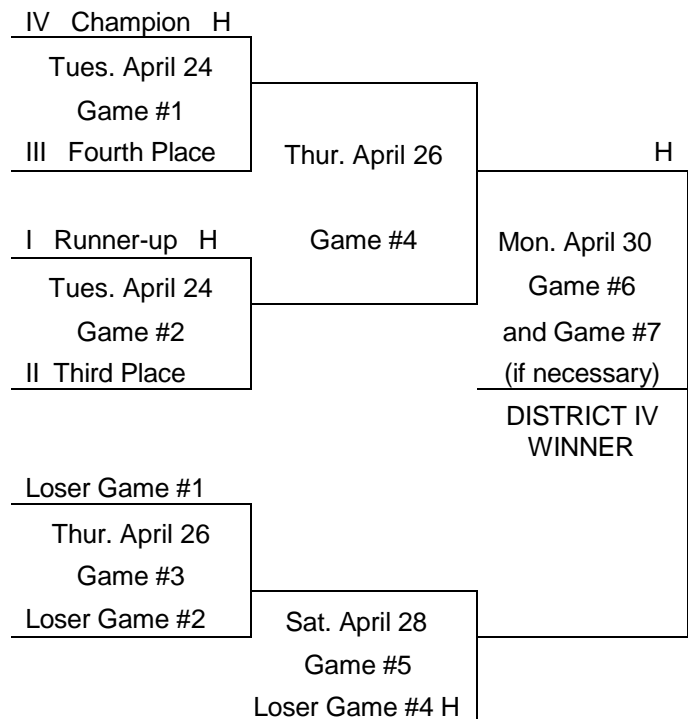 IV Champion H
Tues. April 24
Game #1
III Fourth Place
Thur. April 26
H
I Runner-up H
Game #4
Mon. April 30
Tues. April 24
Game #6
Game #2
and Game #7
II Third Place
(if necessary)
DISTRICT IV
WINNER
Loser Game #1
Thur. April 26
Game #3
Loser Game #2
Sat. April 28
Game #5
Loser Game #4 H